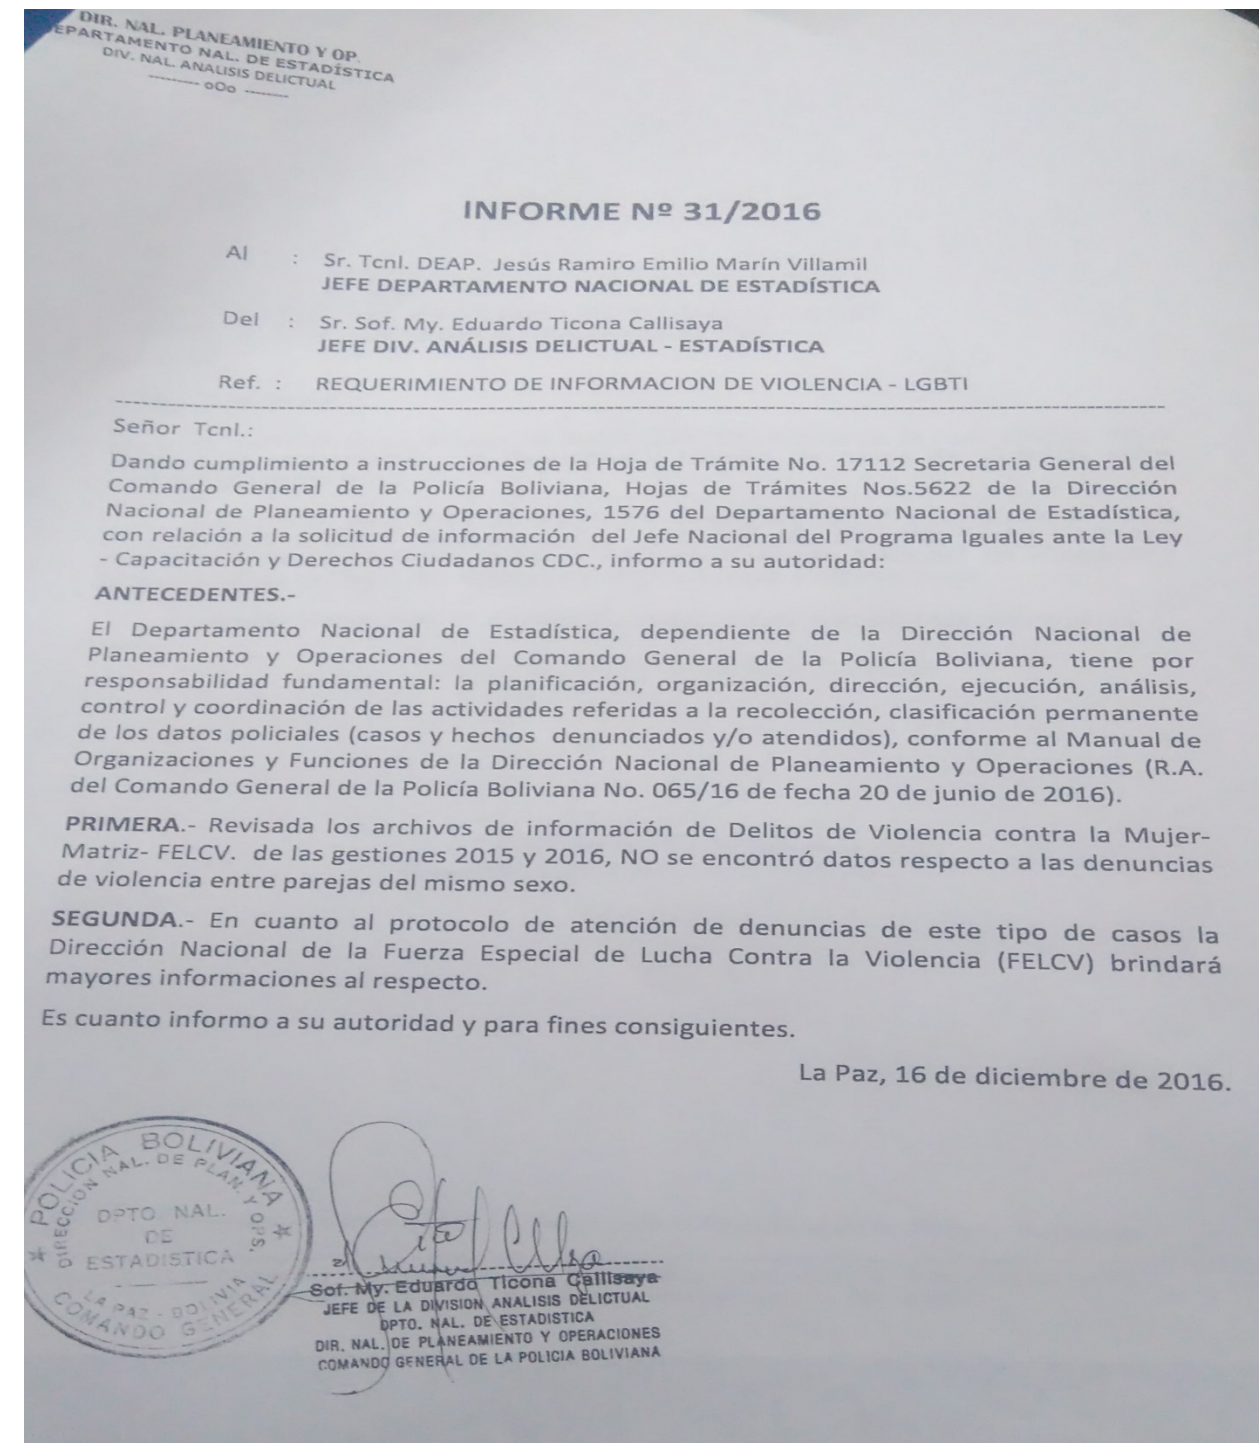 DIR. NAL. PLANEAMIENTO Y OP.
DEPARTAMENTO NAL. DE ESTADÍSTICA
DIV. NAL. ANALISIS DELICTUAL
--------- oOo --------
INFORME Nº 31/2016
Al : Sr. Tcnl. DEAP. Jesús Ramiro Emilio Marín Villamil
JEFE DEPARTAMENTO NACIONAL DE ESTADÍSTICA
Del : Sr. Sof. My. Eduardo Ticona Callisaya
JEFE DIV. ANÁLISIS DELICTUAL - ESTADÍSTICA
Ref. : REQUERIMIENTO DE INFORMACION DE VIOLENCIA - LGBTI
Señor Tcnl.:
Dando cumplimiento a instrucciones de la Hoja de Trámite No. 17112 Secretaria General del
Comando General de la Policía Boliviana, Hojas de Trámites Nos.5622 de la Dirección
Nacional de Planeamiento y Operaciones, 1576 del Departamento Nacional de Estadística,
con relación a la solicitud de información del Jefe Nacional del Programa Iguales ante la Ley
- Capacitación y Derechos Ciudadanos CDC., informo a su autoridad:
ANTECEDENTES.-
El Departamento Nacional de Estadística, dependiente de la Dirección Nacional de
Planeamiento y Operaciones del Comando General de la Policía Boliviana, tiene por
responsabilidad fundamental: la planificación, organización, dirección, ejecución, análisis,
control y coordinación de las actividades referidas a la recolección, clasificación permanente
de los datos policiales (casos y hechos denunciados y/o atendidos), conforme al Manual de
Organizaciones y Funciones de la Dirección Nacional de Planeamiento y Operaciones (R.A.
del Comando General de la Policía Boliviana No. 065/16 de fecha 20 de junio de 2016).
PRIMERA.- Revisada los archivos de información de Delitos de Violencia contra la Mujer-
Matriz- FELCV. de las gestiones 2015 y 2016, NO se encontró datos respecto a las denuncias
de violencia entre parejas del mismo sexo.
SEGUNDA.- En cuanto al protocolo de atención de denuncias de este tipo de casos la
Dirección Nacional de la Fuerza Especial de Lucha Contra la Violencia (FELCV) brindará
mayores informaciones al respecto.
Es cuanto informo a su autoridad y para fines consiguientes.
La Paz, 16 de diciembre de 2016.
POLICIA BOLIVIANA
DIRECCION NAL. DE PLAN. Y OPS.
DPTO. NAL.
DE
ESTADISTICA
LA PAZ - BOLIVIA
COMANDO GENERAL
Sof. My. Eduardo Ticona Callisaya
JEFE DE LA DIVISION ANALISIS DELICTUAL
DPTO. NAL. DE ESTADISTICA
DIR. NAL. DE PLANEAMIENTO Y OPERACIONES
COMANDO GENERAL DE LA POLICIA BOLIVIANA